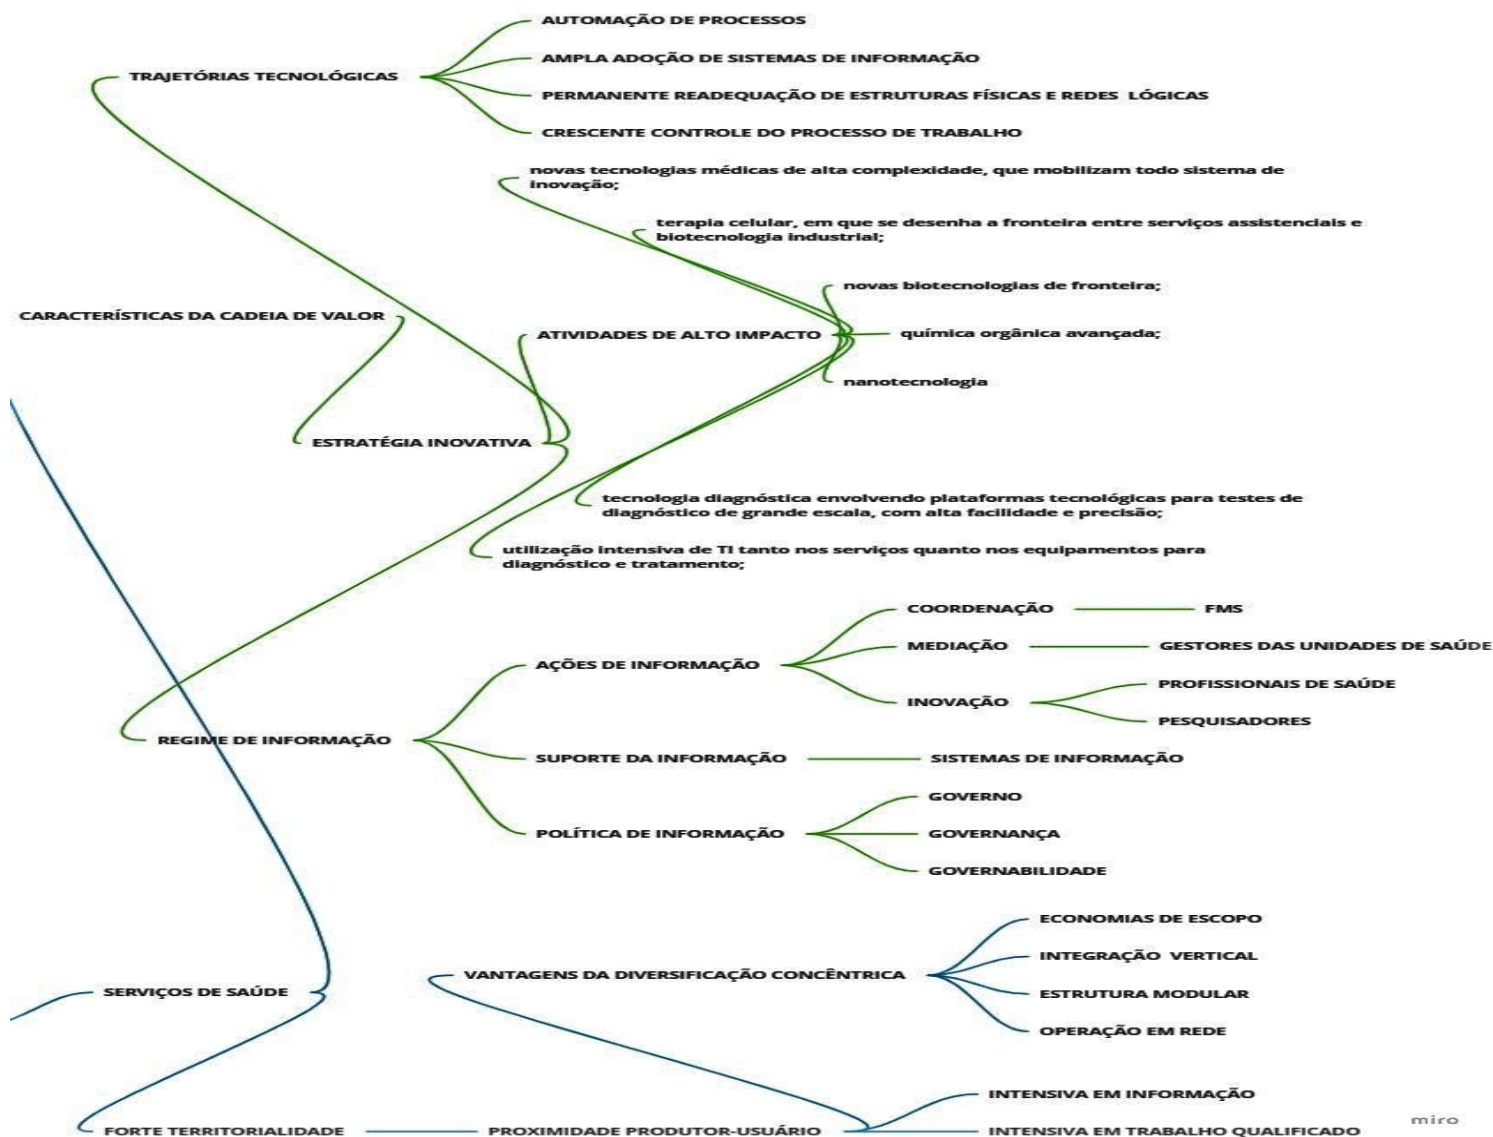 AUTOMAÇÃO DE PROCESSOS
AMPLA ADOÇÃO DE SISTEMAS DE INFORMAÇÃO
TRAJETÓRIAS TECNOLÓGICAS
PERMANENTE READEQUAÇÃO DE ESTRUTURAS FÍSICAS E REDES LÓGICAS
CRESCENTE CONTROLE DO PROCESSO DE TRABALHO
novas tecnologias médicas de alta complexidade, que mobilizam todo sistema de
inovação;
terapia celular, em que se desenha a fronteira entre serviços assistenciais e
biotecnologia industrial;
novas biotecnologias de fronteira;
CARACTERÍSTICAS DA CADEIA DE VALOR
ATIVIDADES DE ALTO IMPACTO
química orgânica avançada;
nanotecnologia
ESTRATÉGIA INOVATIVA
tecnologia diagnóstica envolvendo plataformas tecnológicas para testes de
diagnóstico de grande escala, com alta facilidade e precisão;
utilização intensiva de TI tanto nos serviços quanto nos equipamentos para
diagnóstico e tratamento;
COORDENAÇÃO
FMS
MEDIAÇÃO
GESTORES DAS UNIDADES DE SAÚDE
AÇÕES DE INFORMAÇÃO
PROFISSIONAIS DE SAÚDE
INOVAÇÃO
PESQUISADORES
REGIME DE INFORMAÇÃO
SUPORTE DA INFORMAÇÃO
SISTEMAS DE INFORMAÇÃO
GOVERNO
POLÍTICA DE INFORMAÇÃO
GOVERNANÇA
GOVERNABILIDADE
ECONOMIAS DE ESCOPO
INTEGRAÇÃO VERTICAL
VANTAGENS DA DIVERSIFICAÇÃO CONCÊNTRICA
SERVIÇOS DE SAÚDE
ESTRUTURA MODULAR
OPERAÇÃO EM REDE
INTENSIVA EM INFORMAÇÃO
miro
FORTE TERRITORIALIDADE
PROXIMIDADE PRODUTOR-USUÁRIO
INTENSIVA EM TRABALHO QUALIFICADO